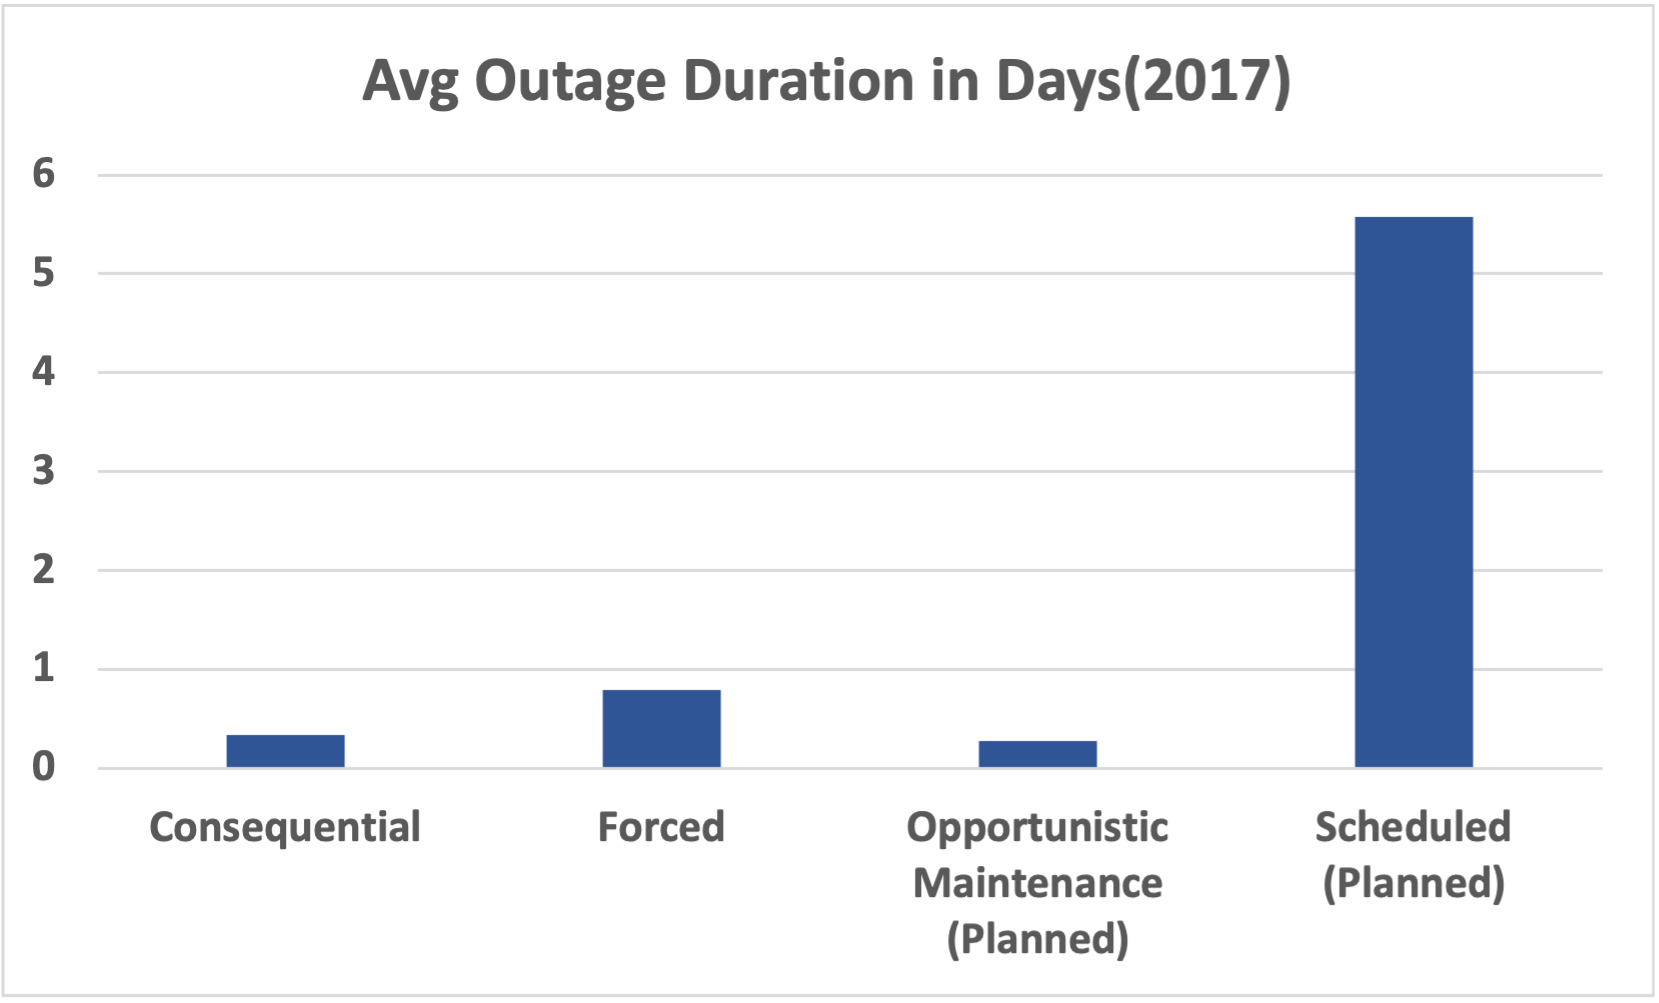 Avg Outage Duration in Days(2017)
6
5
4
3
2
1
0
Consequential
Forced
Opportunistic
Maintenance
(Planned)
Scheduled
(Planned)